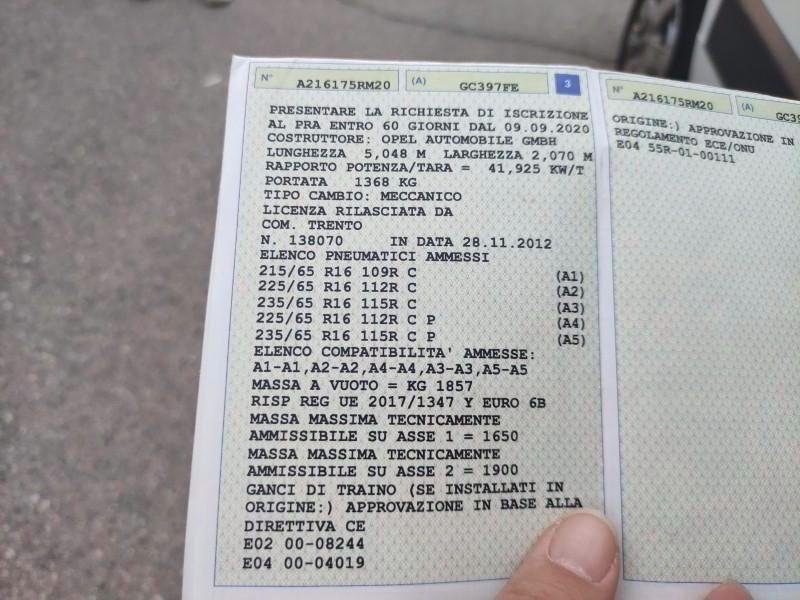 N° A216175RM20 (A) GC397FE 3
PRESENTARE LA RICHIESTA DI ISCRIZIONE
AL PRA ENTRO 60 GIORNI DAL 09.09.2020
COSTRUTTORE: OPEL AUTOMOBILE GMBH
LUNGHEZZA 5,048 M LARGHEZZA 2,070 M
RAPPORTO POTENZA/TARA = 41,925 KW/T
PORTATA 1368 KG
TIPO CAMBIO: MECCANICO
LICENZA RILASCIATA DA
COM. TRENTO
N. 138070 IN DATA 28.11.2012
ELENCO PNEUMATICI AMMESSI
215/65 R16 109R C (A1)
225/65 R16 112R C (A2)
235/65 R16 115R C (A3)
225/65 R16 112R C P (A4)
235/65 R16 115R C P (A5)
ELENCO COMPATIBILITA' AMMESSE:
A1-A1,A2-A2,A4-A4,A3-A3,A5-A5
MASSA A VUOTO = KG 1857
RISP REG UE 2017/1347 Y EURO 6B
MASSA MASSIMA TECNICAMENTE
AMMISSIBILE SU ASSE 1 = 1650
MASSA MASSIMA TECNICAMENTE
AMMISSIBILE SU ASSE 2 = 1900
GANCI DI TRAINO (SE INSTALLATI IN
ORIGINE:) APPROVAZIONE IN BASE ALLA
DIRETTIVA CE
E02 00-08244
E04 00-04019
N° A216175RM20 (A) GC39
ORIGINE:) APPROVAZIONE IN
REGOLAMENTO ECE/ONU
E04 55R-01-00111